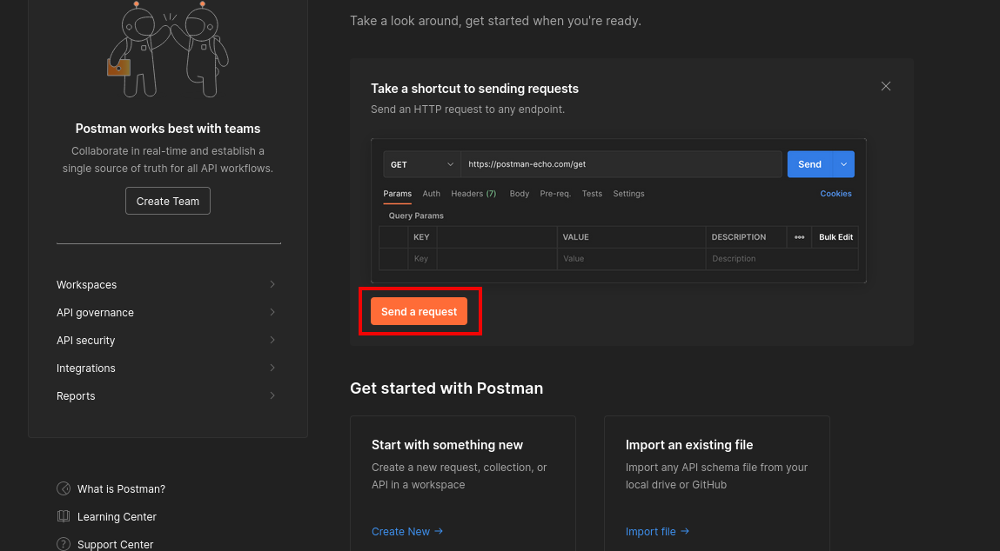 Take a look around, get started when you're ready.
Postman works best with teams
Collaborate in real-time and establish a
single source of truth for all API workflows.
Create Team
Workspaces
API governance
API security
Integrations
Reports
What is Postman?
Learning Center
Support Center
Take a shortcut to sending requests
Send an HTTP request to any endpoint.
GET https://postman-echo.com/get Send
Params Auth Headers (7) Body Pre-req. Tests Settings Cookies
Query Params
KEY VALUE DESCRIPTION ••• Bulk Edit
Key Value Description
Send a request
Get started with Postman
Start with something new
Create a new request, collection, or
API in a workspace
Create New →
Import an existing file
Import any API schema file from your
local drive or GitHub
Import file →